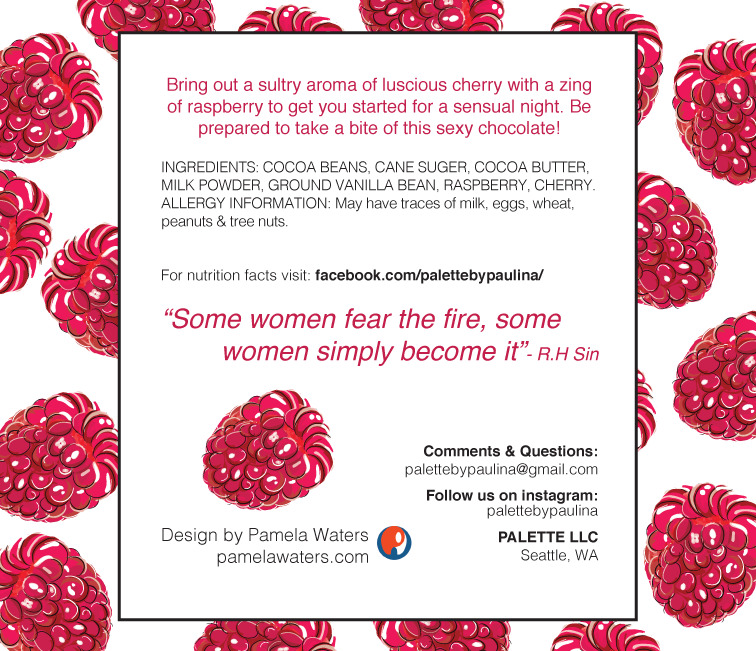 Bring out a sultry aroma of luscious cherry with a zing
of raspberry to get you started for a sensual night. Be
prepared to take a bite of this sexy chocolate!
INGREDIENTS: COCOA BEANS, CANE SUGER, COCOA BUTTER,
MILK POWDER, GROUND VANILLA BEAN, RASPBERRY, CHERRY.
ALLERGY INFORMATION: May have traces of milk, eggs, wheat,
peanuts & tree nuts.
For nutrition facts visit: facebook.com/palettebypaulina/
“Some women fear the fire, some
women simply become it”- R.H Sin
Comments & Questions:
palettebypaulina@gmail.com
Follow us on instagram:
palettebypaulina
PALETTE LLC
Seattle, WA
Design by Pamela Waters
pamelawaters.com